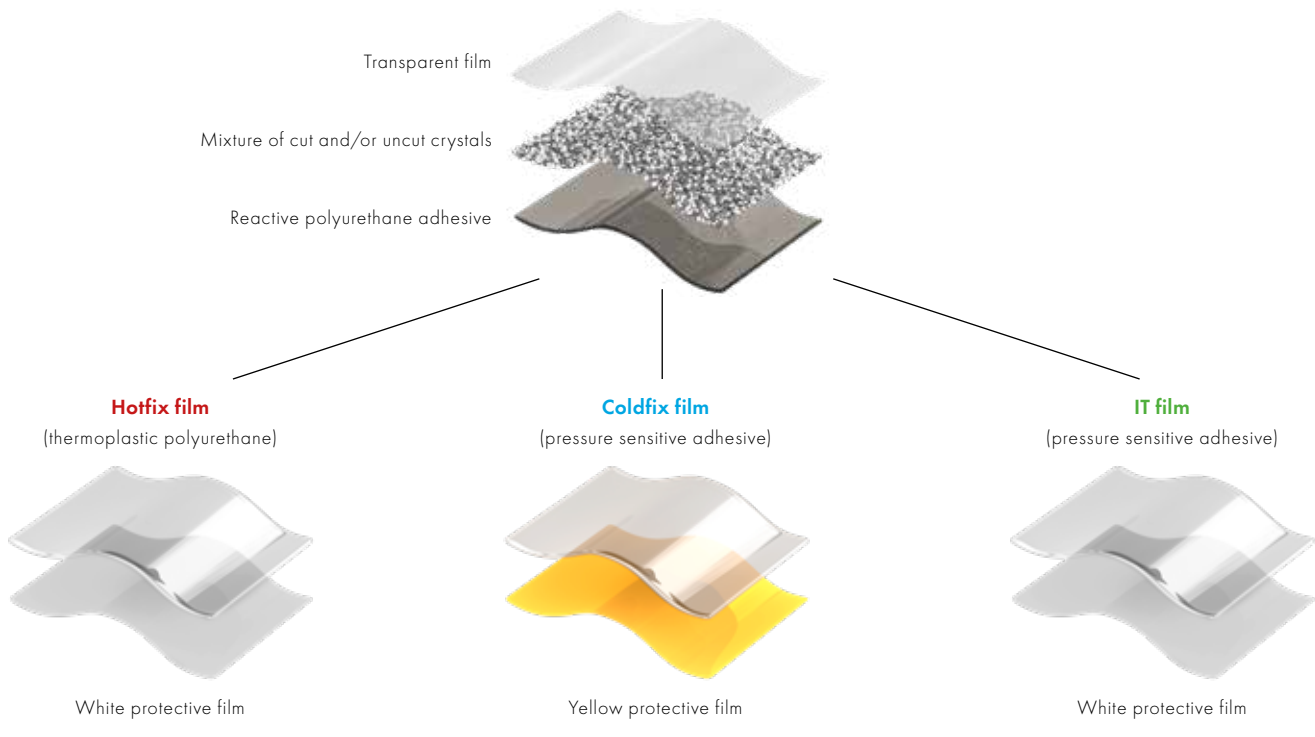 Transparent film
Mixture of cut and/or uncut crystals
Reactive polyurethane adhesive
Hotfix film
(thermoplastic polyurethane)
White protective film
Coldfix film
(pressure sensitive adhesive)
Yellow protective film
IT film
(pressure sensitive adhesive)
White protective film